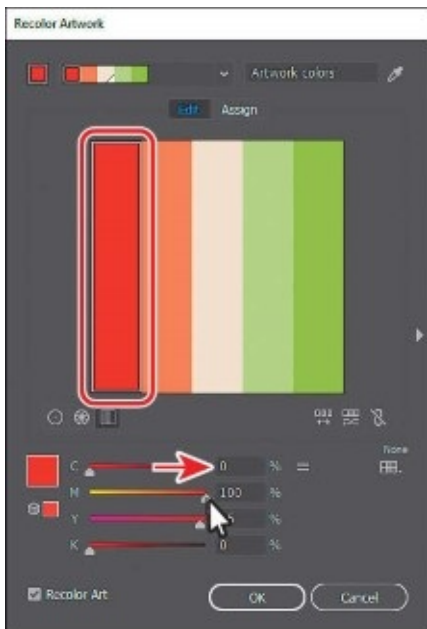 Recolor Artwork
Artwork colors
Edit Assign
None
C 0 %
M 100 %
Y %
K 0 %
Recolor Art OK Cancel